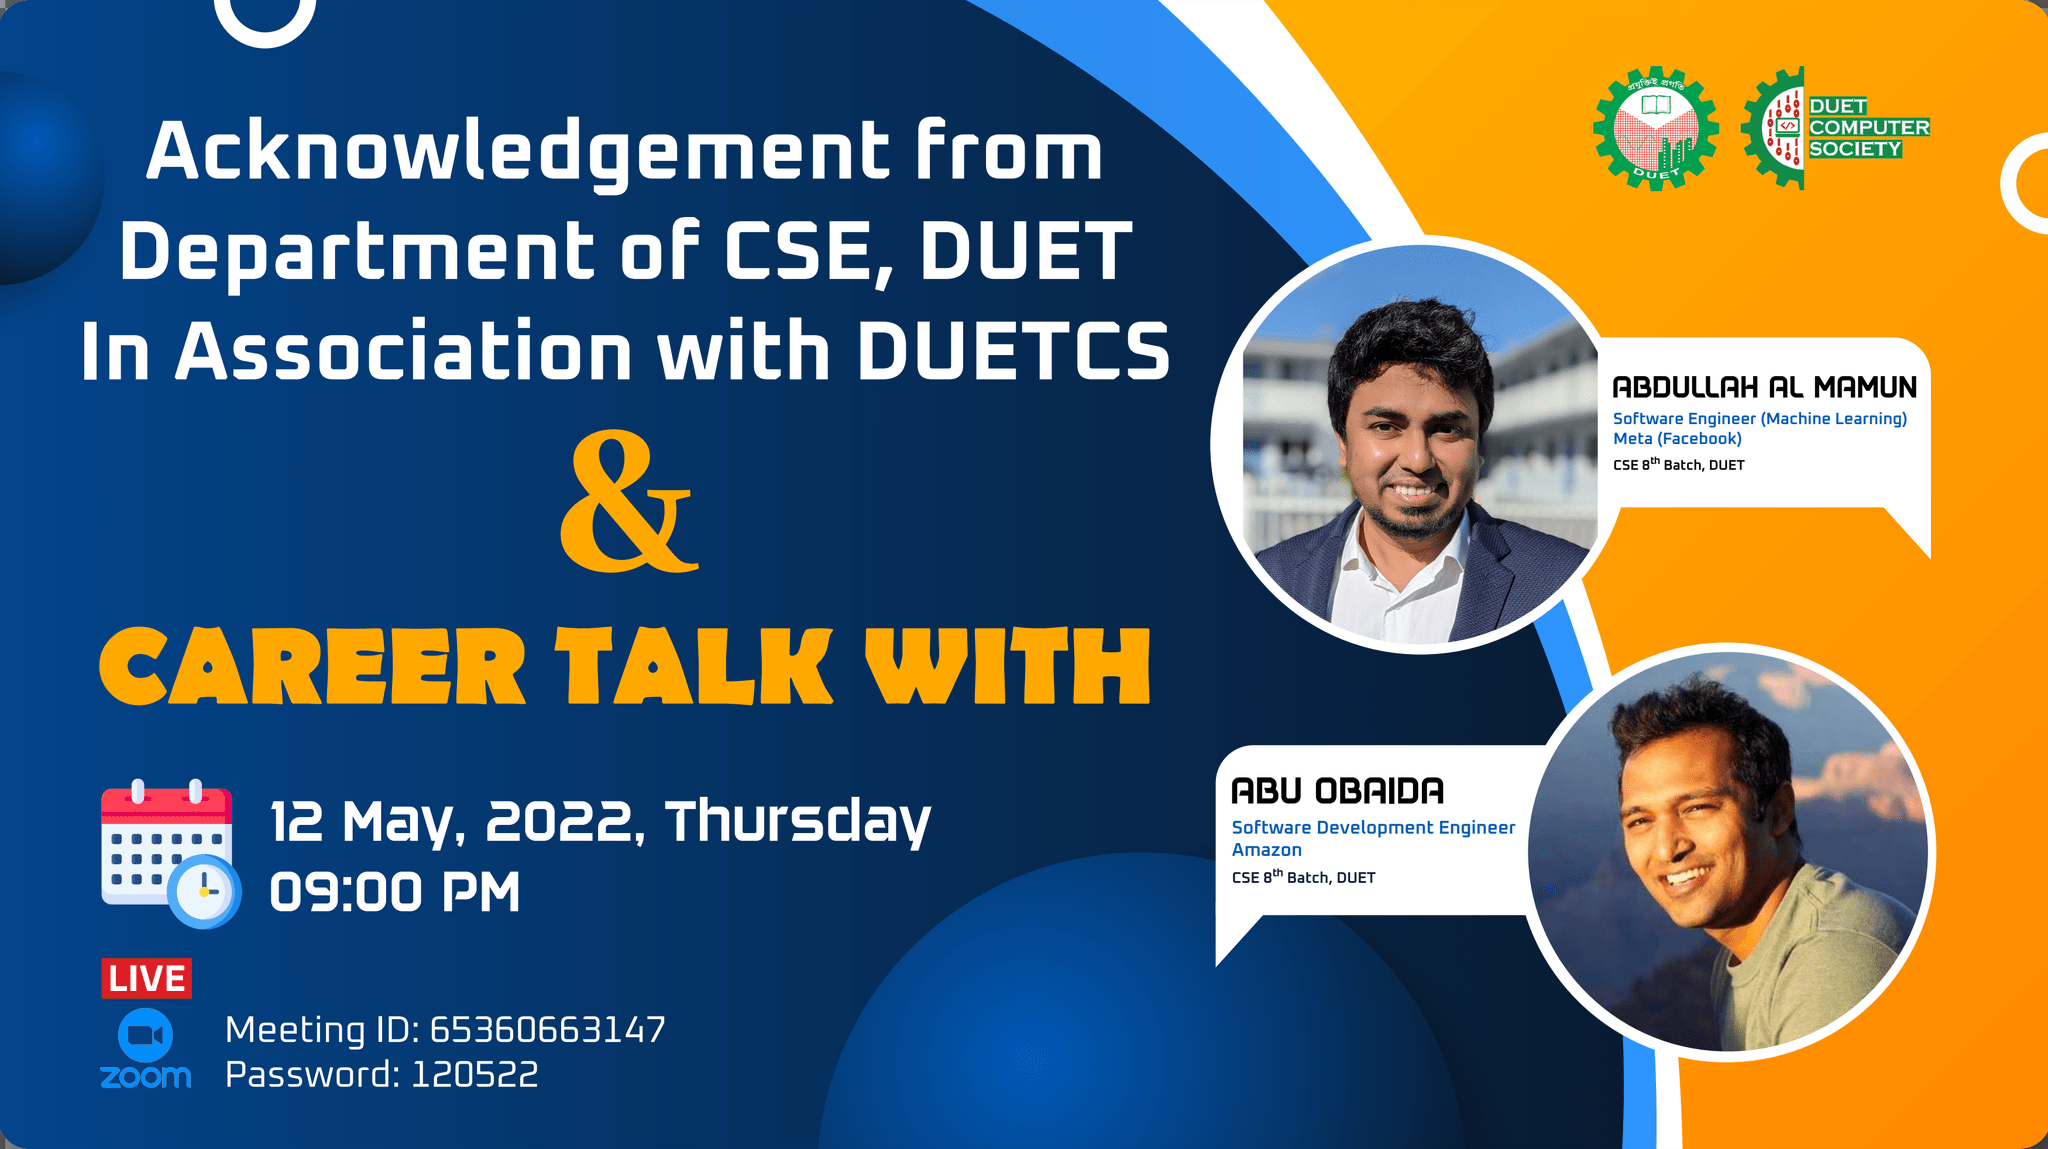 Acknowledgement from
Department of CSE, DUET
In Association with DUETCS
&
CAREER TALK WITH
12 May, 2022, Thursday
09:00 PM
LIVE
zoom
Meeting ID: 65360663147
Password: 120522
প্রযুক্তিই প্রগতি
DUET
DUET
COMPUTER
SOCIETY
ABDULLAH AL MAMUN
Software Engineer (Machine Learning)
Meta (Facebook)
CSE 8th Batch, DUET
ABU OBAIDA
Software Development Engineer
Amazon
CSE 8th Batch, DUET